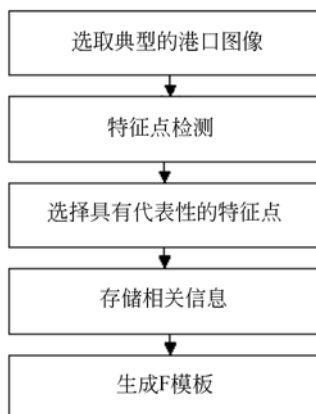 选取典型的港口图像
特征点检测
选择具有代表性的特征点
存储相关信息
生成F模板